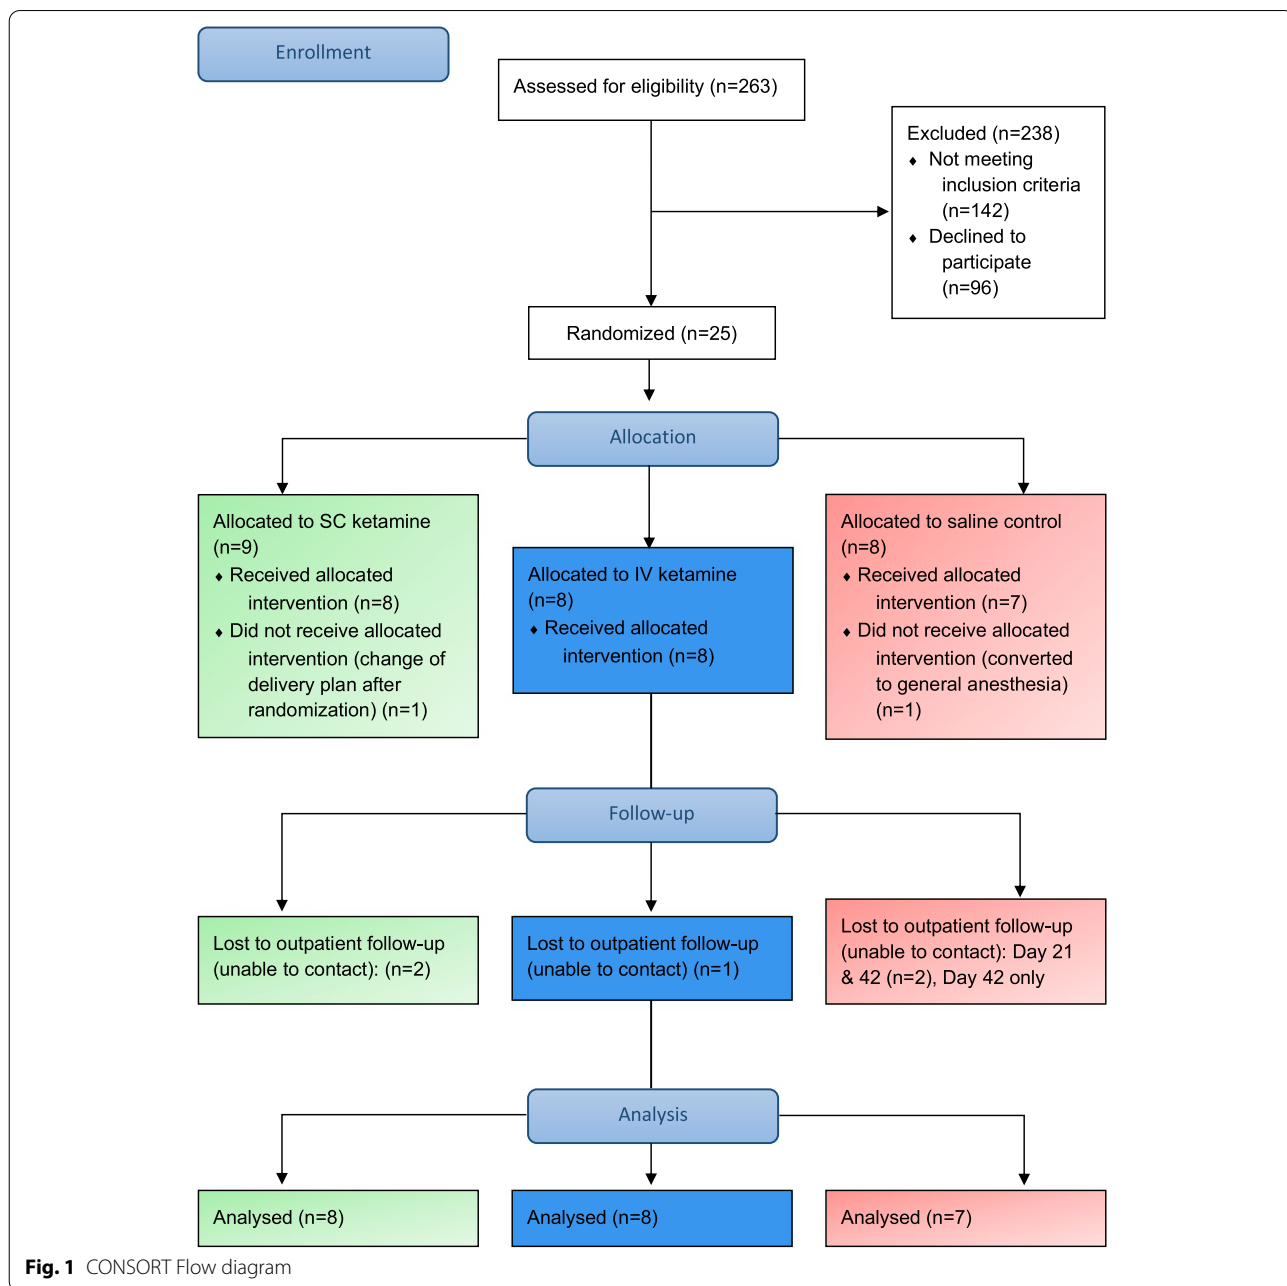 Enrollment
Assessed for eligibility (n=263)
Excluded (n=238)
♦ Not meeting
inclusion criteria
(n=142)
♦ Declined to
participate
(n=96)
Randomized (n=25)
Allocation
Allocated to SC ketamine
(n=9)
♦ Received allocated
intervention (n=8)
♦ Did not receive allocated
intervention (change of
delivery plan after
randomization) (n=1)
Allocated to IV ketamine
(n=8)
♦ Received allocated
intervention (n=8)
Allocated to saline control
(n=8)
♦ Received allocated
intervention (n=7)
♦ Did not receive allocated
intervention (converted
to general anesthesia)
(n=1)
Follow-up
Lost to outpatient follow-up
(unable to contact): (n=2)
Lost to outpatient follow-up
(unable to contact) (n=1)
Lost to outpatient follow-up
(unable to contact): Day 21
& 42 (n=2), Day 42 only
Analysis
Analysed (n=8)
Analysed (n=8)
Analysed (n=7)
Fig. 1 CONSORT Flow diagram